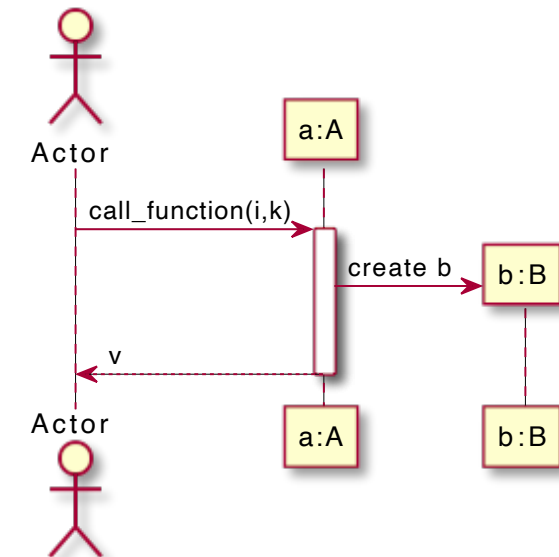 Actor
a:A
call_function(i,k)
create b
b:B
v
Actor
a:A
b:B